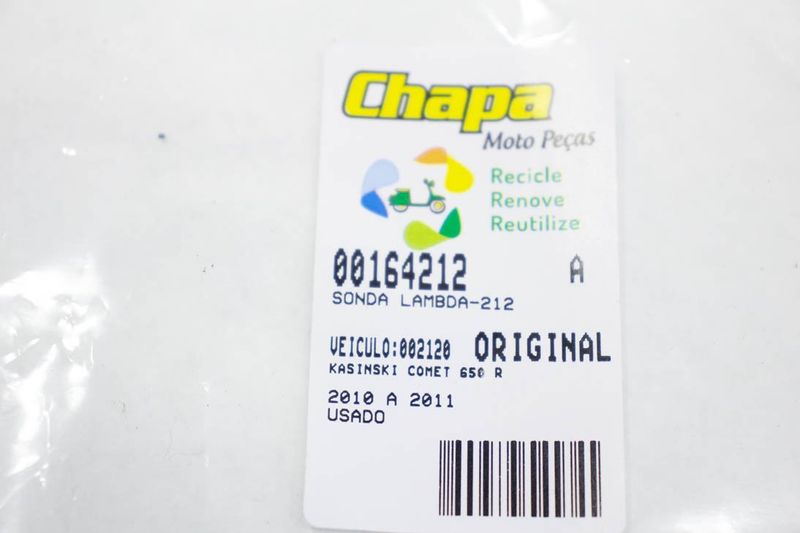 Chapa
Moto Peças
Recicle
Renove
Reutilize
00164212 A
SONDA LAMBDA-212
VEICULO:002120 ORIGINAL
KASINSKI COMET 650 R
2010 A 2011
USADO